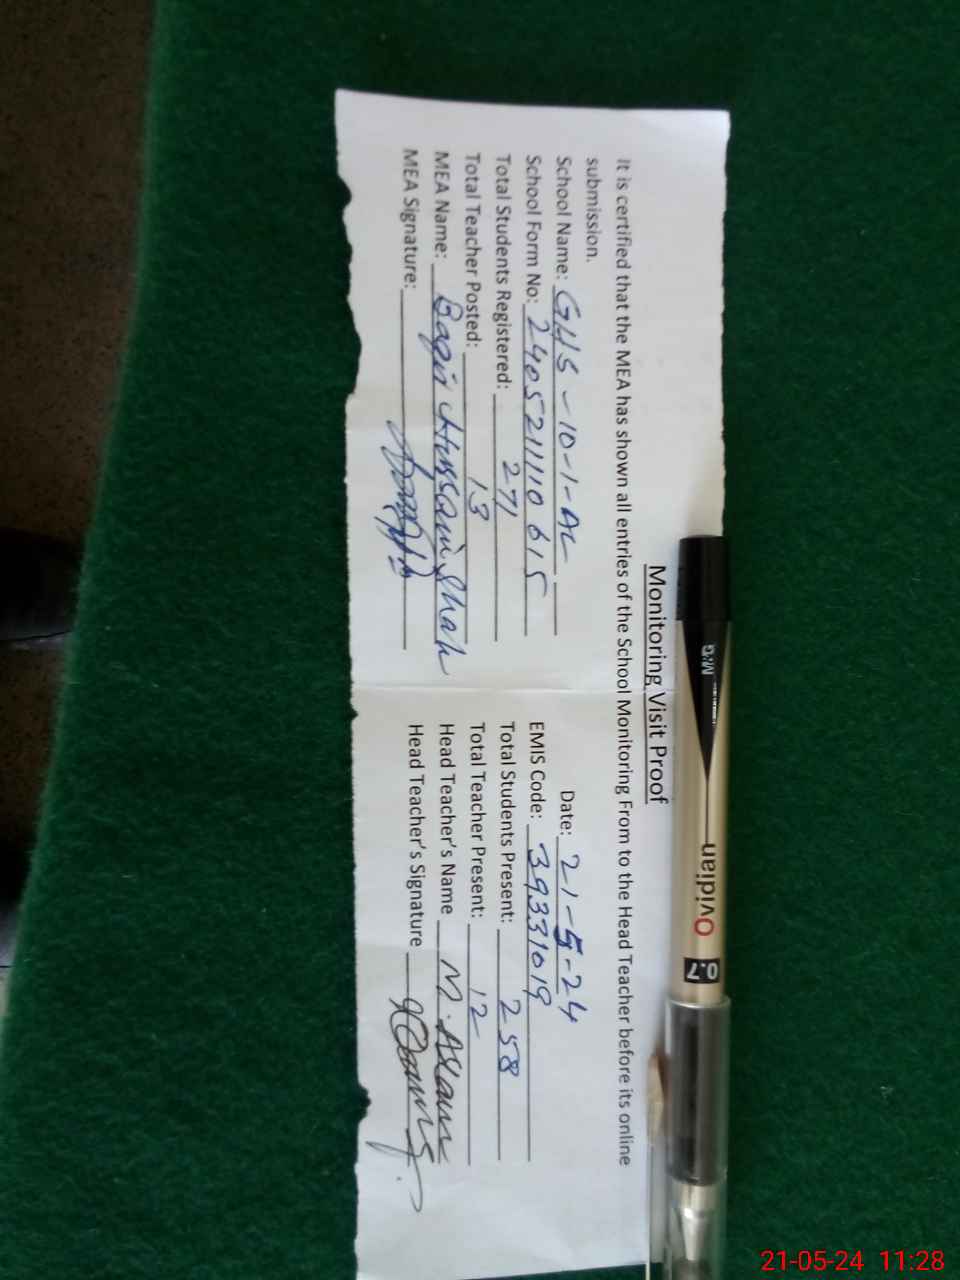 Monitoring Visit Proof
It is certified that the MEA has shown all entries of the School Monitoring From to the Head Teacher before its online
submission.
School Name: GHS-10-1-AL Date: 21-5-24
School Form No: 2405211110615 EMIS Code: 39331019
Total Students Registered: 271 Total Students Present: 258
Total Teacher Posted: 13 Total Teacher Present: 12
MEA Name: Baqir Hussain Shah Head Teacher's Name M. Aslam
MEA Signature: Head Teacher's Signature
M&G Ovidian 0.7
21-05-24 11:28